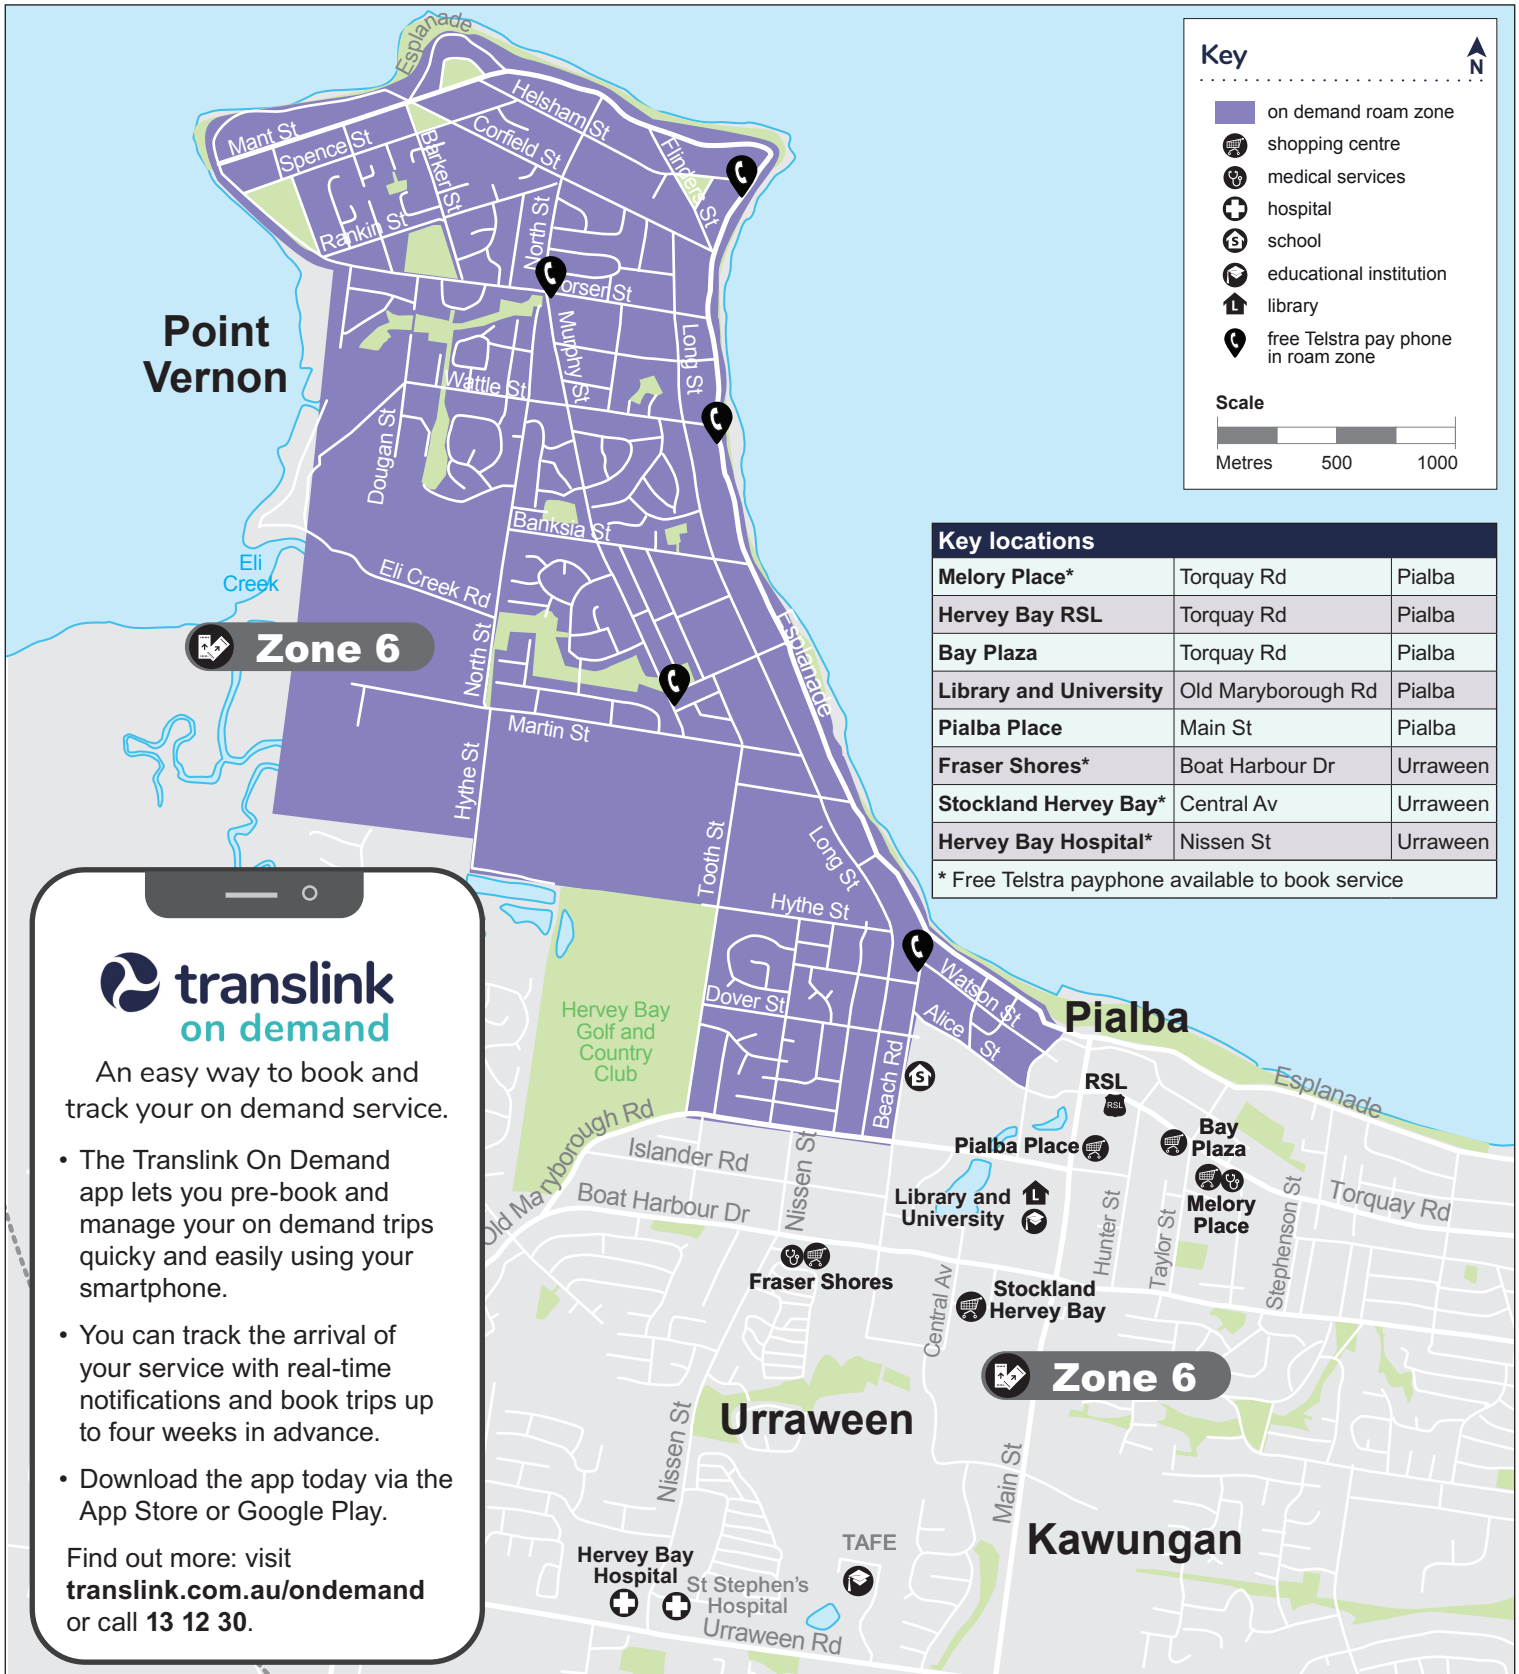 Esplanade
Mant St
Spence St
Barker St
Helsham St
Corfield St
Flinders St
Rankin St
North St
orser St
Murphy St
Long St
Wattle St
Dougan St
Point
Vernon
Banksia St
Eli Creek Rd
Eli
Creek
Zone 6
North St
Esplanade
Martin St
Hythe St
Tooth St
Long St
Hythe St
Watson St
Alice St
Dover St
Beach Rd
Hervey Bay
Golf and
Country
Club
Pialba
Esplanade
RSL
RSL
Bay
Plaza
Pialba Place
Melory
Place
Torquay Rd
Library and
University
L
S
Old Maryborough Rd
Islander Rd
Boat Harbour Dr
Nissen St
Hunter St
Taylor St
Stephenson St
Fraser Shores
Central Av
Stockland
Hervey Bay
Zone 6
Urraween
Nissen St
Main St
Kawungan
TAFE
Hervey Bay
Hospital
St Stephen's
Hospital
Urraween Rd
Key
N
on demand roam zone
shopping centre
medical services
hospital
S
school
educational institution
L
library
free Telstra pay phone
in roam zone
Scale
Metres 500 1000
Key locations
Melory Place* Torquay Rd Pialba
Hervey Bay RSL Torquay Rd Pialba
Bay Plaza Torquay Rd Pialba
Library and University Old Maryborough Rd Pialba
Pialba Place Main St Pialba
Fraser Shores* Boat Harbour Dr Urraween
Stockland Hervey Bay* Central Av Urraween
Hervey Bay Hospital* Nissen St Urraween
* Free Telstra payphone available to book service
translink
on demand
An easy way to book and
track your on demand service.
• The Translink On Demand
app lets you pre-book and
manage your on demand trips
quicky and easily using your
smartphone.
• You can track the arrival of
your service with real-time
notifications and book trips up
to four weeks in advance.
• Download the app today via the
App Store or Google Play.
Find out more: visit
translink.com.au/ondemand
or call 13 12 30.